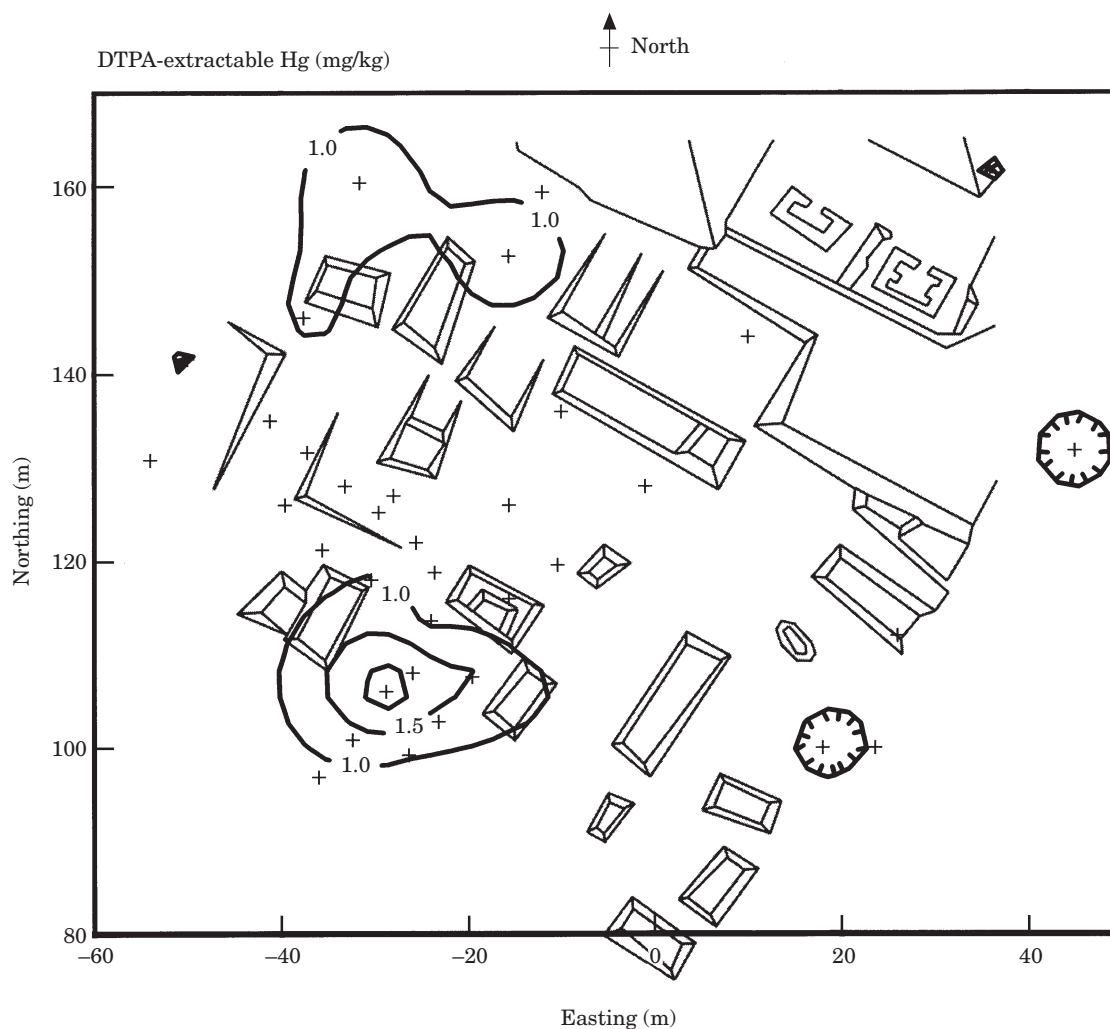 North
DTPA-extractable Hg (mg/kg)
1.0
160
1.0
140
Northing (m)
120
1.0
1.5
100
1.0
80
–60 –40 –20 0 20 40
Easting (m)